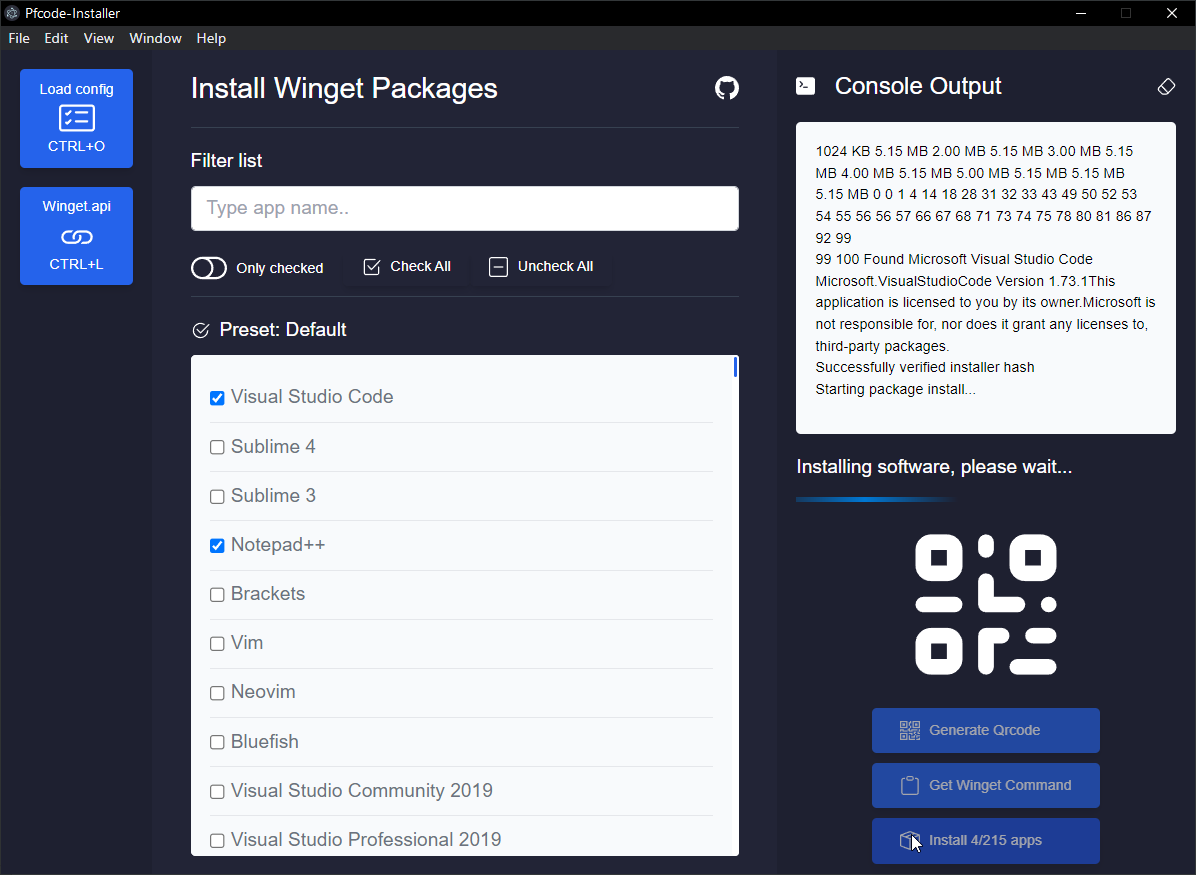 Pfcode-Installer
File Edit View Window Help
Load config
CTRL+O
Winget.api
CTRL+L
Install Winget Packages
Filter list
Type app name..
Only checked
Check All
Uncheck All
Preset: Default
Visual Studio Code
Sublime 4
Sublime 3
Notepad++
Brackets
Vim
Neovim
Bluefish
Visual Studio Community 2019
Visual Studio Professional 2019
Console Output
1024 KB 5.15 MB 2.00 MB 5.15 MB 3.00 MB 5.15
MB 4.00 MB 5.15 MB 5.00 MB 5.15 MB 5.15 MB
5.15 MB 0 0 1 4 14 18 28 31 32 33 43 49 50 52 53
54 55 56 56 57 66 67 68 71 73 74 75 78 80 81 86 87
92 99
99 100 Found Microsoft Visual Studio Code
Microsoft.VisualStudioCode Version 1.73.1This
application is licensed to you by its owner.Microsoft is
not responsible for, nor does it grant any licenses to,
third-party packages.
Successfully verified installer hash
Starting package install...
Installing software, please wait...
Generate Qrcode
Get Winget Command
Install 4/215 apps